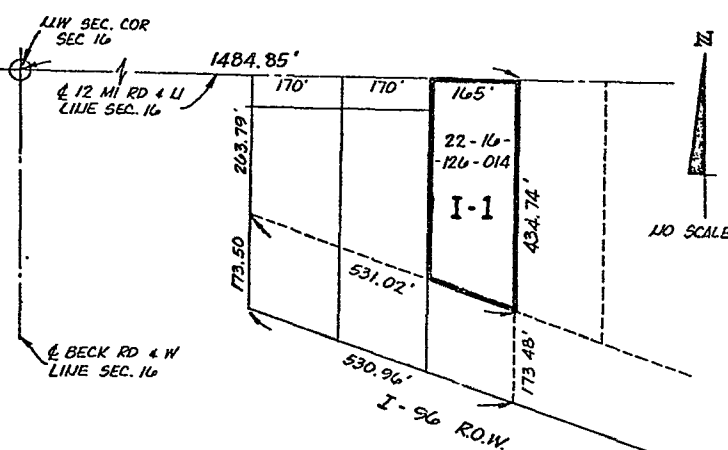 NW SEC. COR
SEC 16
1484.85'
₵ 12 MI RD & N
LINE SEC. 16
170'
170'
165'
N
263.79'
22-16-
-126-014
I-1
434.74'
NO SCALE
173.50
531.02'
₵ BECK RD & W
LINE SEC. 16
530.96'
173.48'
I-96 R.O.W.